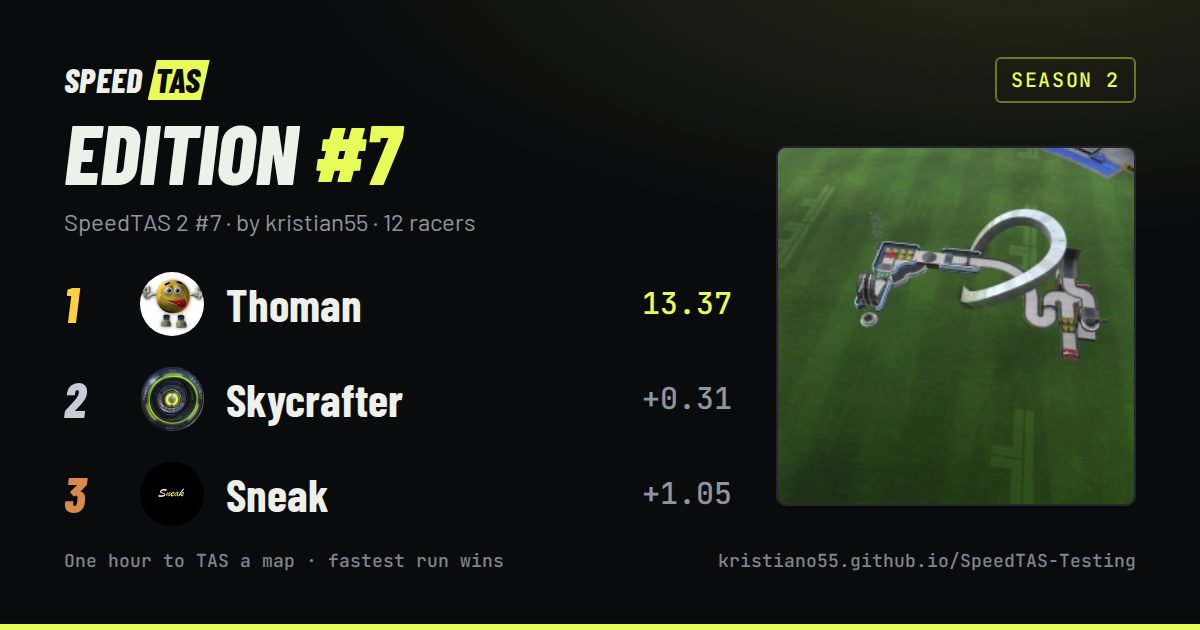 SPEED TAS
SEASON 2
EDITION #7
SpeedTAS 2 #7 · by kristian55 · 12 racers
1 Thoman 13.37
2 Skycrafter +0.31
3 Sneak Sneak +1.05
One hour to TAS a map · fastest run wins
kristiano55.github.io/SpeedTAS-Testing